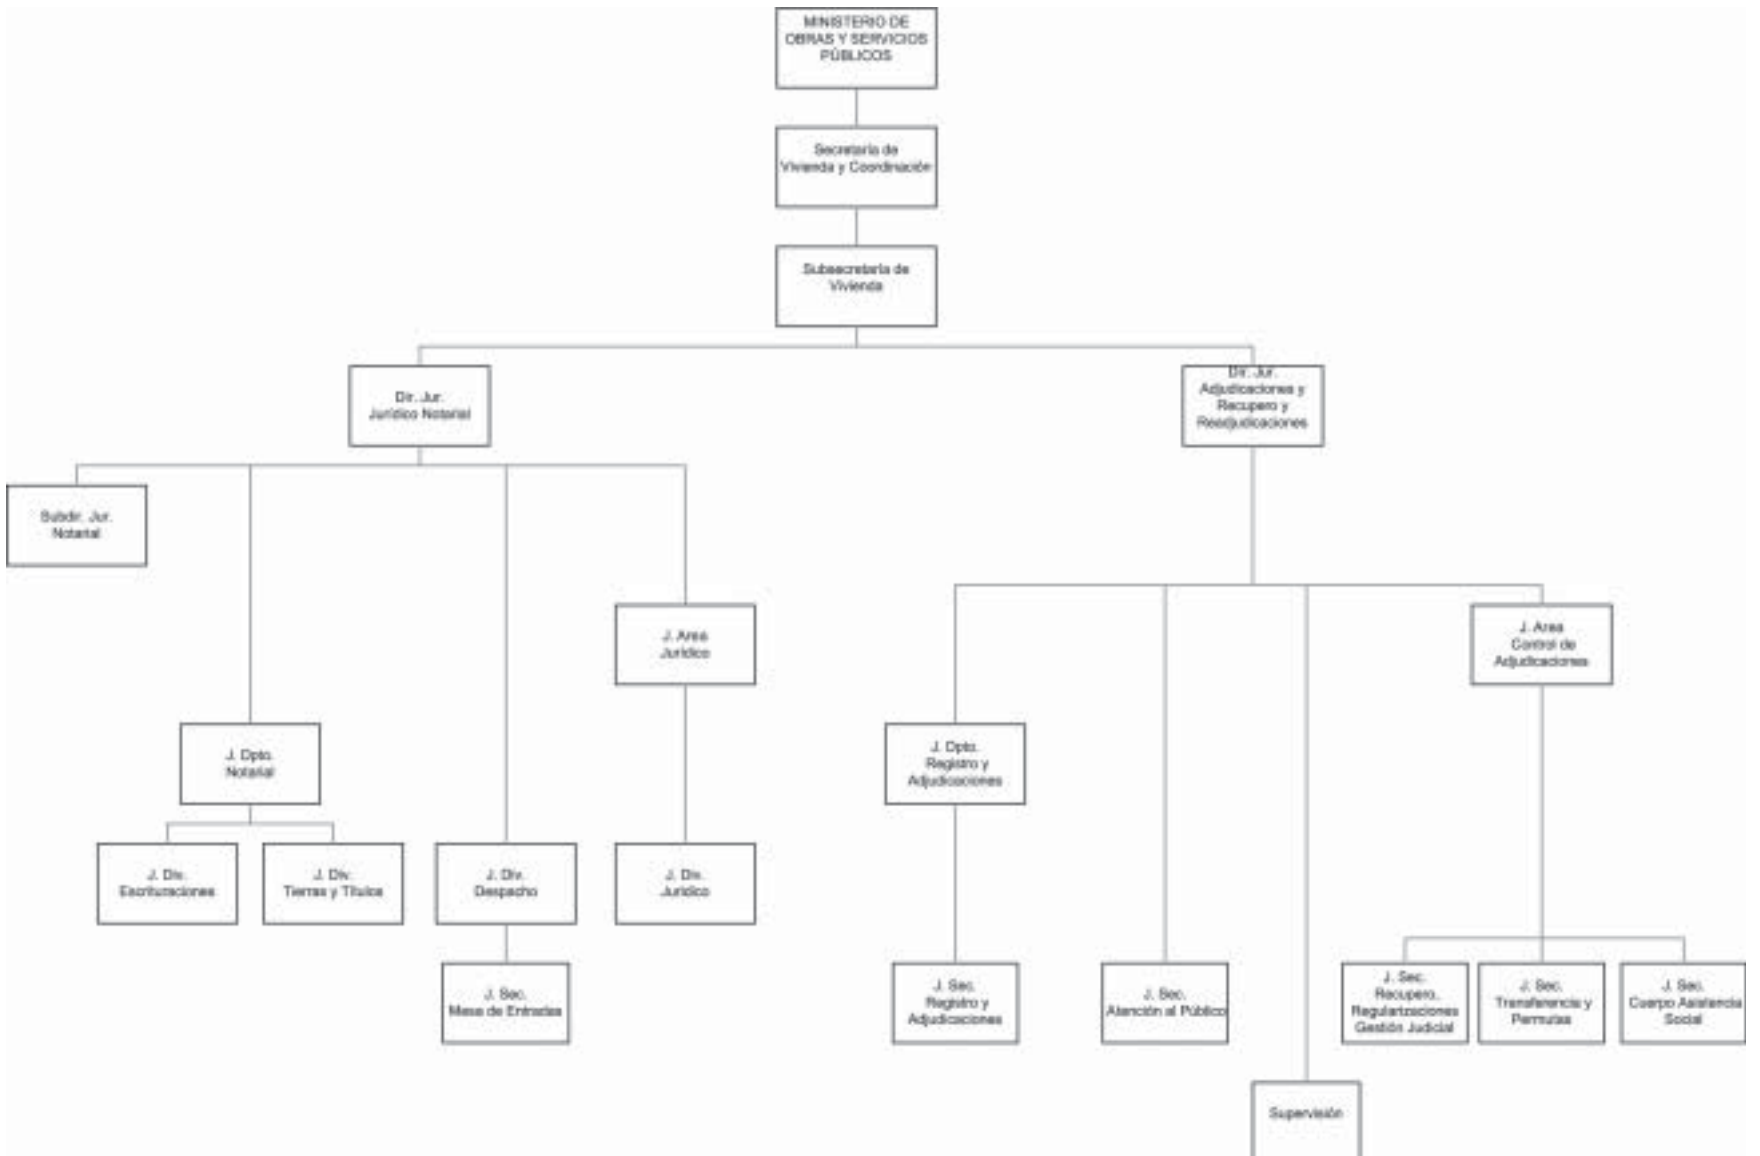 MINISTERIO DE
OBRAS Y SERVICIOS
PÚBLICOS
Secretaría de
Vivienda y Coordinación
Subsecretaría de
Vivienda
Dir. Jur.
Jurídico Notarial
Dir. Jur.
Adjudicaciones y
Recupero y
Readjudicaciones
Subdir. Jur.
Notarial
J. Area
Jurídico
J. Area
Control de
Adjudicaciones
J. Dpto.
Notarial
J. Dpto.
Registro y
Adjudicaciones
J. Div.
Escrituraciones
J. Div.
Tierras y Títulos
J. Div.
Despacho
J. Div.
Jurídico
J. Sec.
Mesa de Entradas
J. Sec.
Registro y
Adjudicaciones
J. Sec.
Atención al Público
J. Sec.
Recupero,
Regularizaciones
Gestión Judicial
J. Sec.
Transferencia y
Permutas
J. Sec.
Cuerpo Asistencia
Social
Supervisión